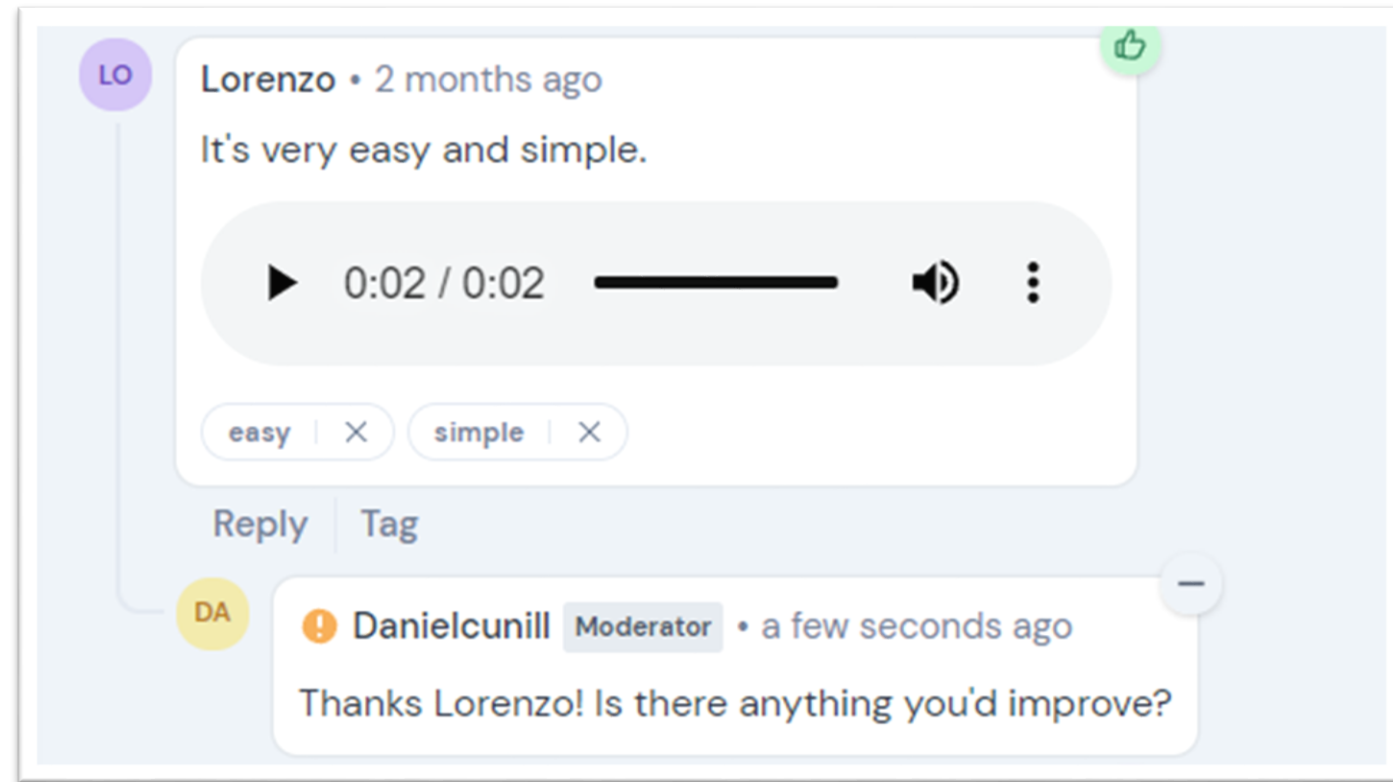 LO
Lorenzo • 2 months ago
It's very easy and simple.
0:02 / 0:02
easy
simple
Reply
Tag
DA
Danielcunill Moderator • a few seconds ago
Thanks Lorenzo! Is there anything you'd improve?